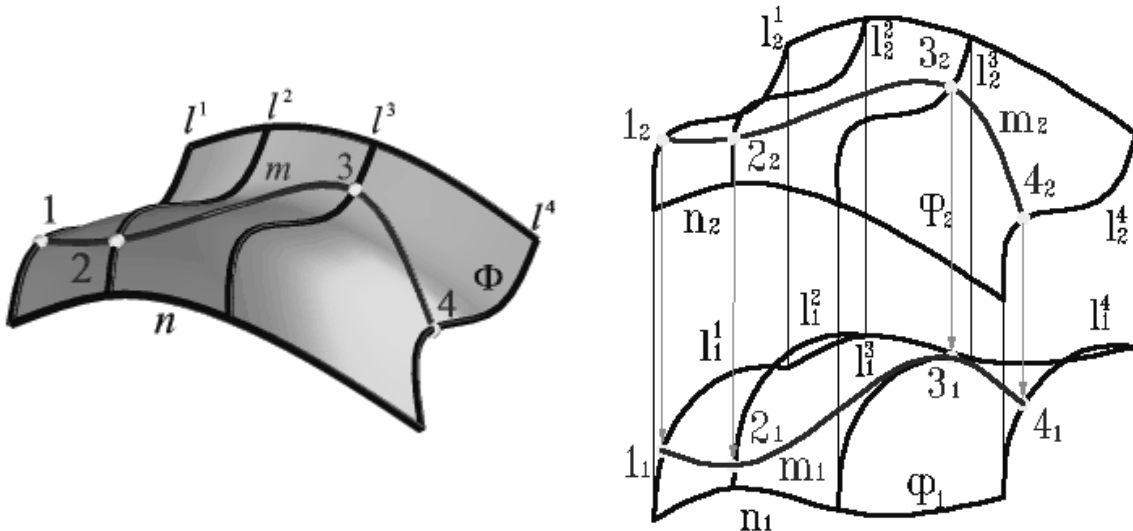 l¹ l² l³
m 3
1
2
l⁴
Φ
4
n
l₂¹ l₂² l₂³
3₂
1₂
2₂
m₂
4₂
n₂
φ₂
l₂⁴
l₁¹ l₁² l₁³ l₁⁴
3₁
2₁
4₁
1₁
m₁
φ₁
n₁